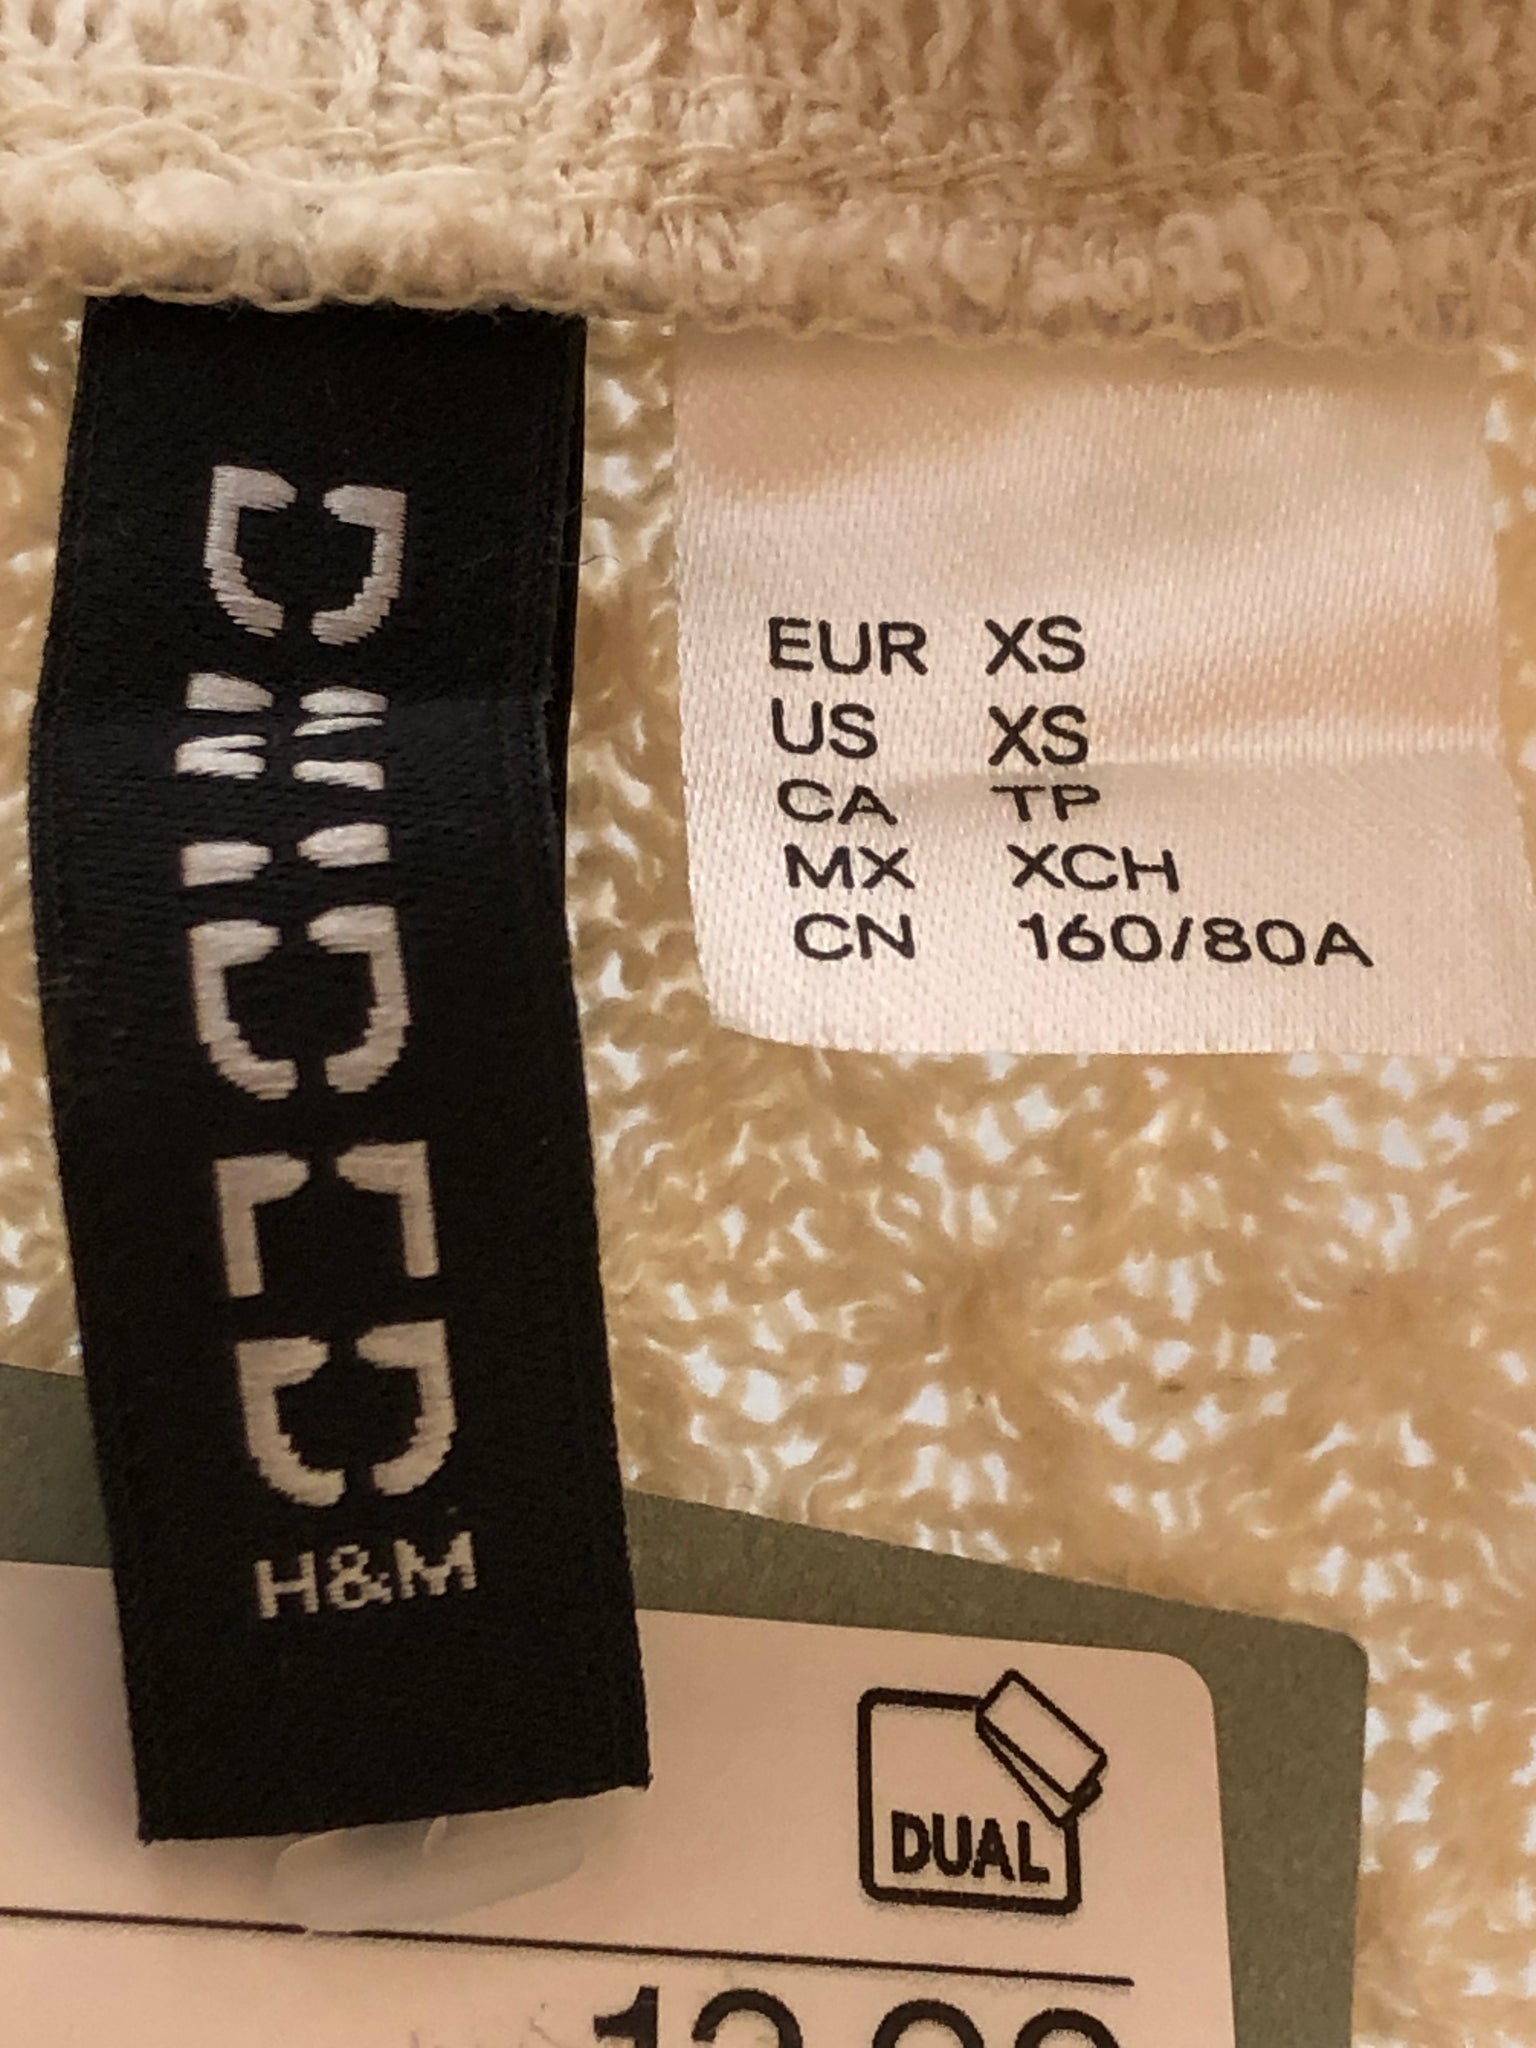 DIVIDED
H&M
EUR XS
US XS
CA TP
MX XCH
CN 160/80A
DUAL